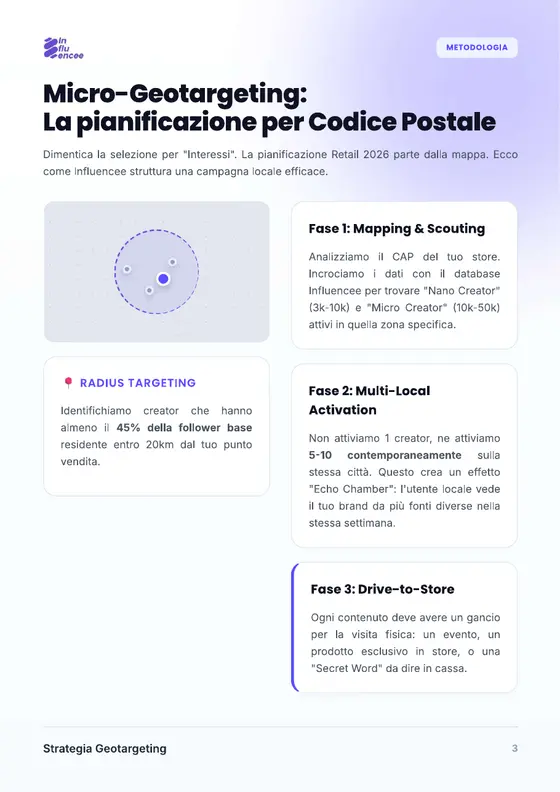 In
flu
encee
METODOLOGIA
Micro-Geotargeting:
La pianificazione per Codice Postale
Dimentica la selezione per "Interessi". La pianificazione Retail 2026 parte dalla mappa. Ecco
come Influencee struttura una campagna locale efficace.
RADIUS TARGETING
Identifichiamo creator che hanno
almeno il 45% della follower base
residente entro 20km dal tuo punto
vendita.
Fase 1: Mapping & Scouting
Analizziamo il CAP del tuo store.
Incrociamo i dati con il database
Influencee per trovare "Nano Creator"
(3k-10k) e "Micro Creator" (10k-50k)
attivi in quella zona specifica.
Fase 2: Multi-Local
Activation
Non attiviamo 1 creator, ne attiviamo
5-10 contemporaneamente sulla
stessa città. Questo crea un effetto
"Echo Chamber": l'utente locale vede
il tuo brand da più fonti diverse nella
stessa settimana.
Fase 3: Drive-to-Store
Ogni contenuto deve avere un gancio
per la visita fisica: un evento, un
prodotto esclusivo in store, o una
"Secret Word" da dire in cassa.
Strategia Geotargeting
3